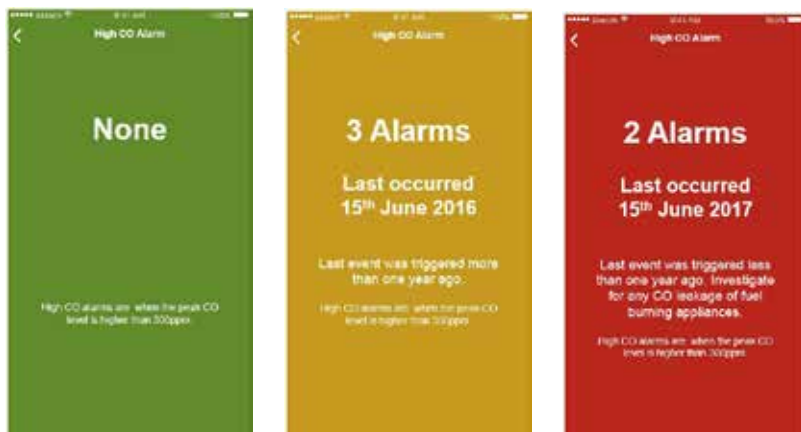 High CO Alarm
None
High CO alarms are when the peak CO
level is higher than 300ppm
High CO Alarm
3 Alarms
Last occurred
15th June 2016
Last event was triggered more
than one year ago.
High CO alarms are when the peak CO
level is higher than 300ppm
High CO Alarm
2 Alarms
Last occurred
15th June 2017
Last event was triggered less
than one year ago. Investigate
for any CO leakage of fuel
burning appliances.
High CO alarms are when the peak CO
level is higher than 300ppm